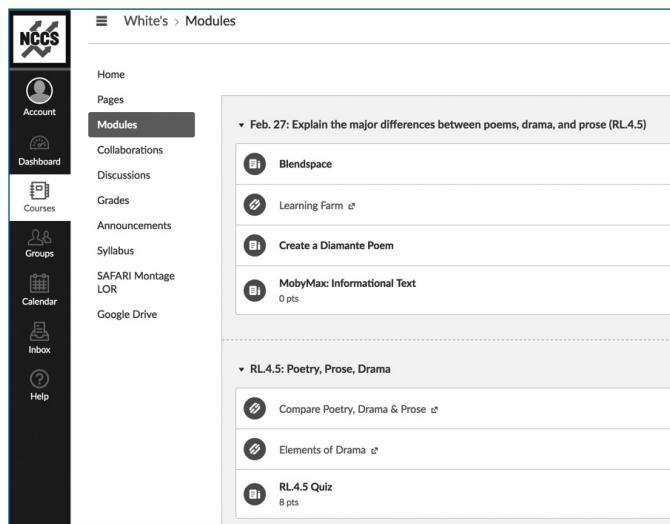 NCCS
White's > Modules
Account
Dashboard
Courses
Groups
Calendar
Inbox
Help
Home
Pages
Modules
Collaborations
Discussions
Grades
Announcements
Syllabus
SAFARI Montage
LOR
Google Drive
Feb. 27: Explain the major differences between poems, drama, and prose (RL.4.5)
Blendspace
Learning Farm
Create a Diamante Poem
MobyMax: Informational Text
0 pts
RL.4.5: Poetry, Prose, Drama
Compare Poetry, Drama & Prose
Elements of Drama
RL.4.5 Quiz
8 pts